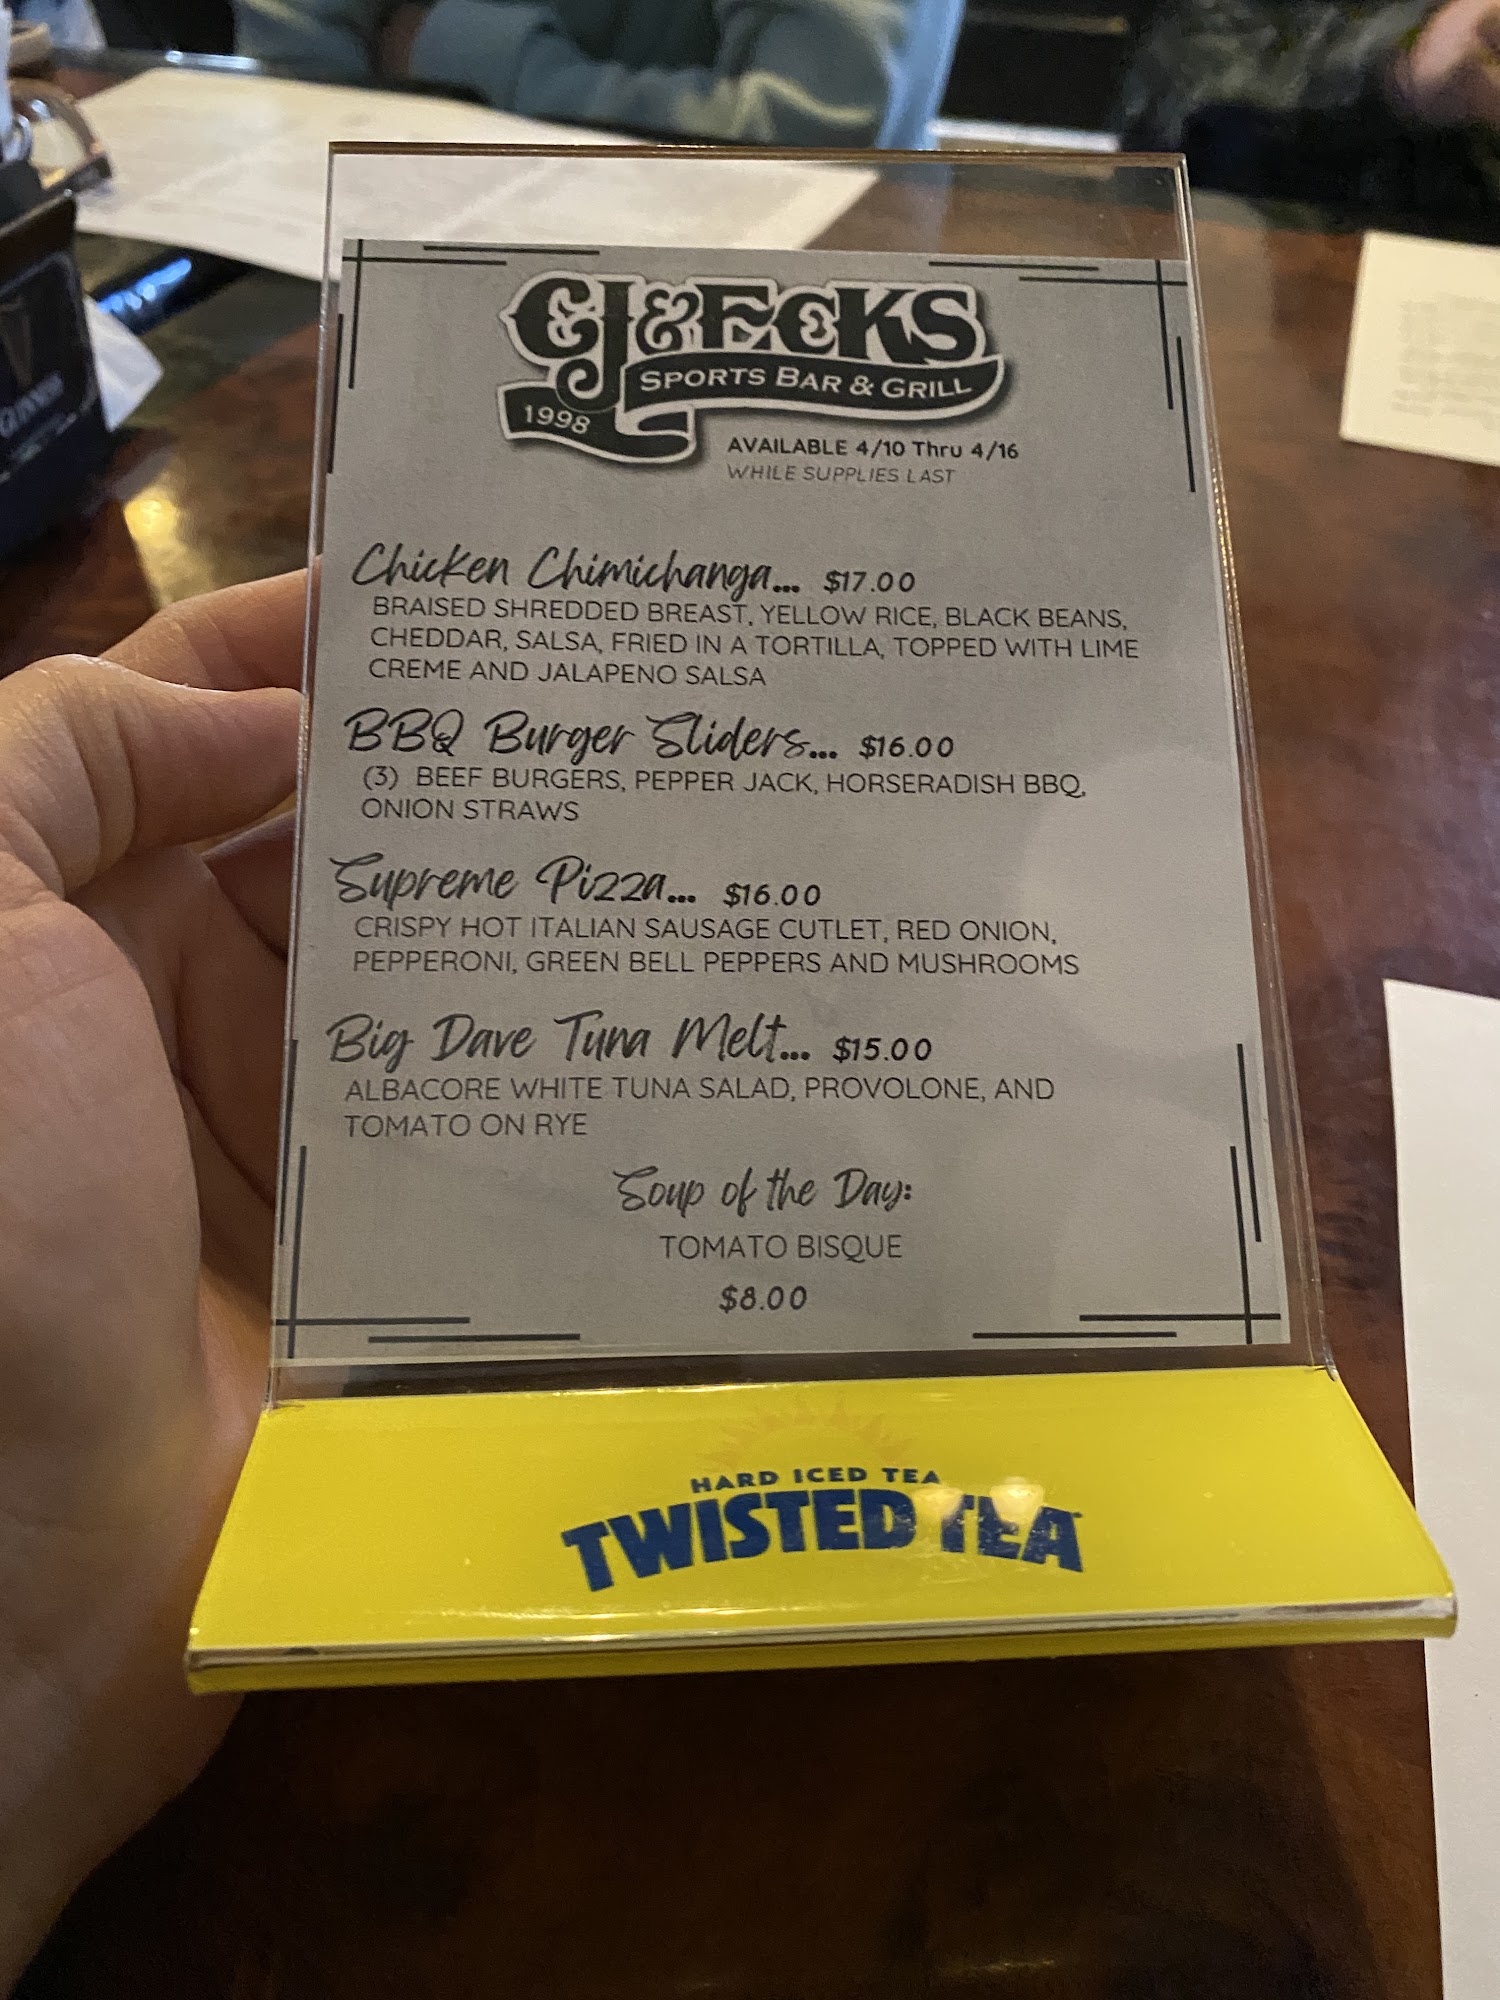 CJ & ECKS
SPORTS BAR & GRILL
1998
AVAILABLE 4/10 Thru 4/16
WHILE SUPPLIES LAST
Chicken Chimichanga... $17.00
BRAISED SHREDDED BREAST, YELLOW RICE, BLACK BEANS,
CHEDDAR, SALSA, FRIED IN A TORTILLA, TOPPED WITH LIME
CREME AND JALAPENO SALSA
BBQ Burger Sliders... $16.00
(3) BEEF BURGERS, PEPPER JACK, HORSERADISH BBQ,
ONION STRAWS
Supreme Pizza... $16.00
CRISPY HOT ITALIAN SAUSAGE CUTLET, RED ONION,
PEPPERONI, GREEN BELL PEPPERS AND MUSHROOMS
Big Dave Tuna Melt... $15.00
ALBACORE WHITE TUNA SALAD, PROVOLONE, AND
TOMATO ON RYE
Soup of the Day:
TOMATO BISQUE
$8.00
HARD ICED TEA
TWISTED TEA
GUINNESS